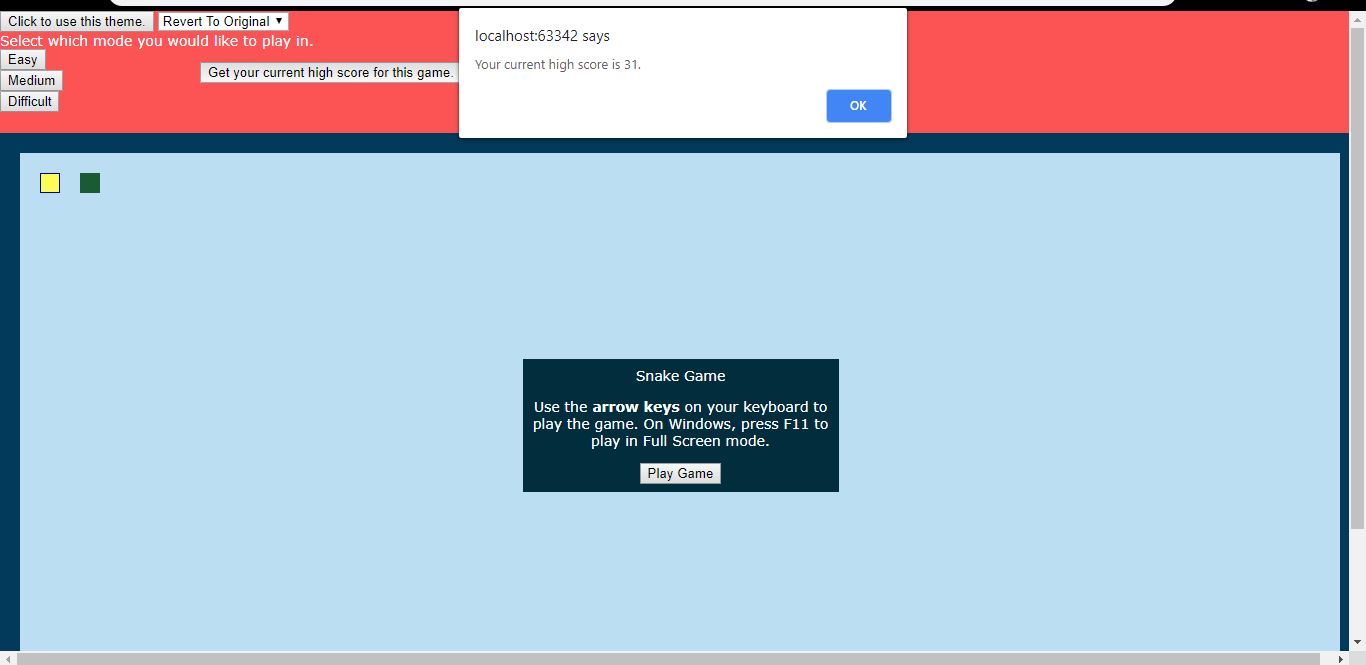 Click to use this theme. Revert To Original
Select which mode you would like to play in.
Easy
Medium
Difficult
Get your current high score for this game.
localhost:63342 says
Your current high score is 31.
OK
Snake Game
Use the arrow keys on your keyboard to
play the game. On Windows, press F11 to
play in Full Screen mode.
Play Game